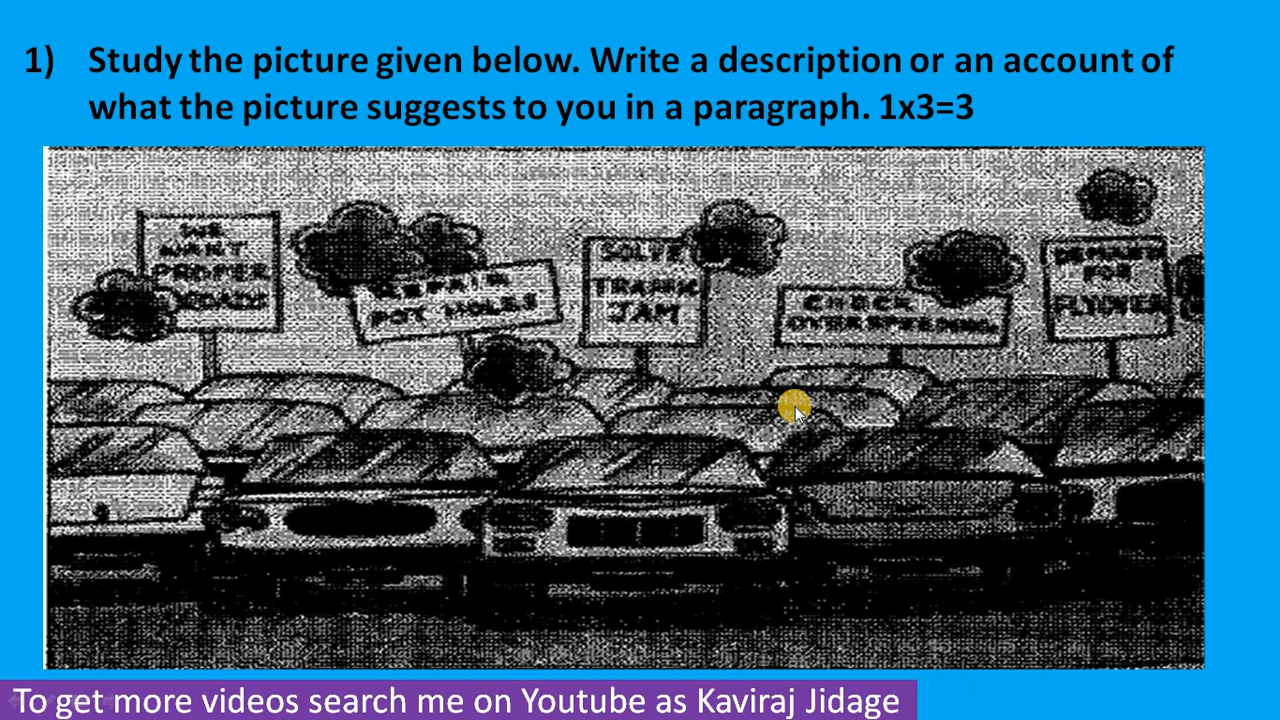 1) Study the picture given below. Write a description or an account of
what the picture suggests to you in a paragraph. 1x3=3
WE
WANT
PROPER
ROADS
REPAIR
POT HOLES
SOLVE
TRAFFIC
JAM
CHECK
OVERSPEEDING
FOR
FLYOVER
To get more videos search me on Youtube as Kaviraj Jidage